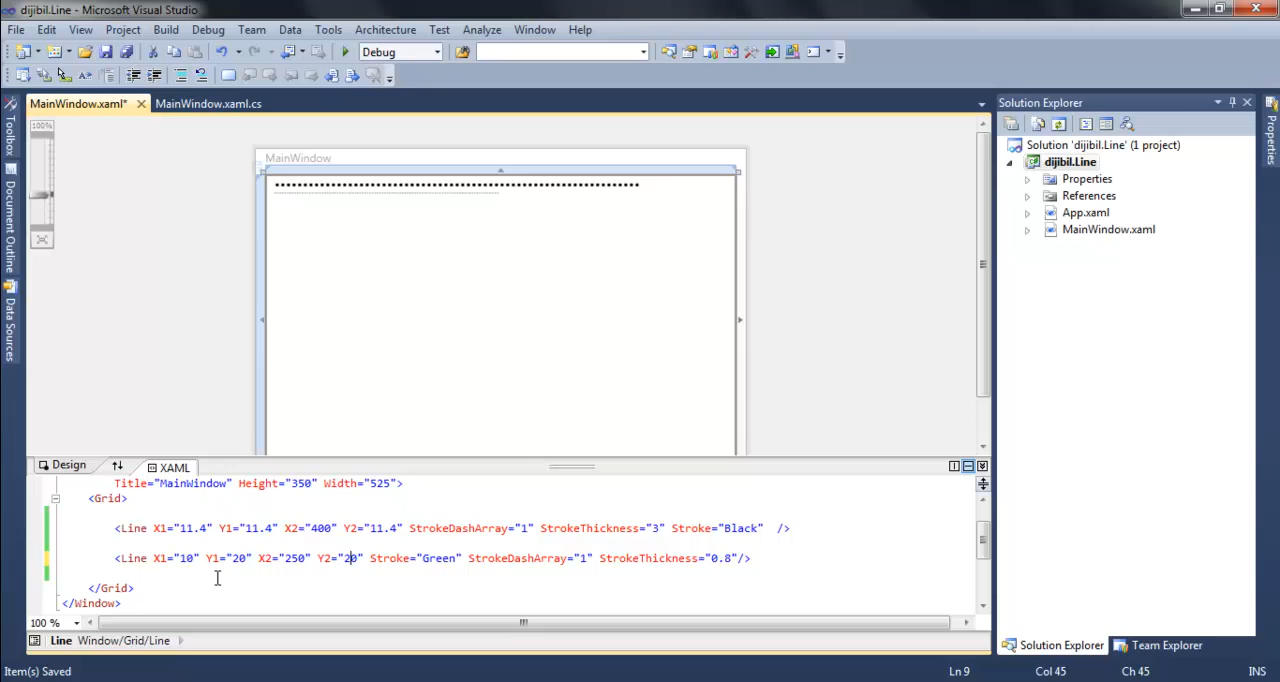 dijibil.Line - Microsoft Visual Studio
File Edit View Project Build Debug Team Data Tools Architecture Test Analyze Window Help
Debug
MainWindow.xaml* MainWindow.xaml.cs
Solution Explorer
100%
MainWindow
Solution 'dijibil.Line' (1 project)
dijibil.Line
Properties
References
App.xaml
MainWindow.xaml
Toolbox
Document Outline
Data Sources
Properties
Design XAML
Title="MainWindow" Height="350" Width="525">
<Grid>
<Line X1="11.4" Y1="11.4" X2="400" Y2="11.4" StrokeDashArray="1" StrokeThickness="3" Stroke="Black" />
<Line X1="10" Y1="20" X2="250" Y2="20" Stroke="Green" StrokeDashArray="1" StrokeThickness="0.8"/>
</Grid>
</Window>
100 %
Line Window/Grid/Line
Solution Explorer Team Explorer
Item(s) Saved Ln 9 Col 45 Ch 45 INS